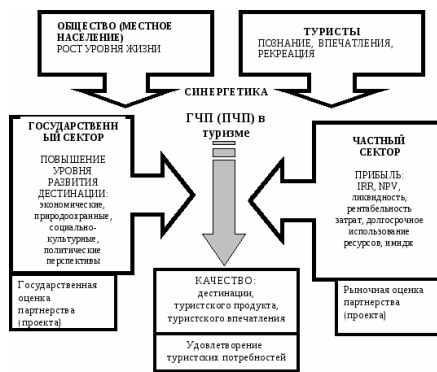 ОБЩЕСТВО (МЕСТНОЕ
НАСЕЛЕНИЕ)
РОСТ УРОВНЯ ЖИЗНИ
ТУРИСТЫ
ПОЗНАНИЕ, ВПЕЧАТЛЕНИЯ,
РЕКРЕАЦИЯ
СИНЕРГЕТИКА
ГЧП (ПЧП) в
туризме
ГОСУДАРСТВЕНН
ЫЙ СЕКТОР
ПОВЫШЕНИЕ
УРОВНЯ
РАЗВИТИЯ
ДЕСТИНАЦИИ:
экономические,
природоохранные,
социально-
культурные,
политические
перспективы
Государственная
оценка
партнерства
(проекта)
ЧАСТНЫЙ
СЕКТОР
ПРИБЫЛЬ:
IRR, NPV,
ликвидность,
рентабельность
затрат, долгосрочное
использование
ресурсов, имидж
Рыночная оценка
партнерства
(проекта)
КАЧЕСТВО:
дестинации,
туристского продукта,
туристского впечатления
Удовлетворение
туристских потребностей